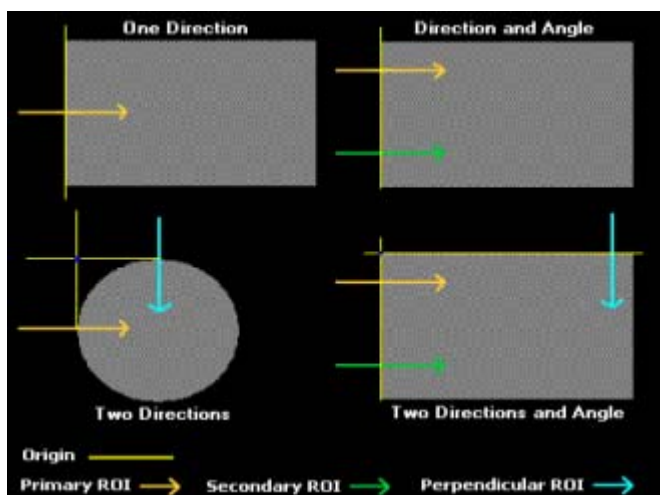 One Direction
Direction and Angle
Two Directions
Two Directions and Angle
Origin
Primary ROI
Secondary ROI
Perpendicular ROI